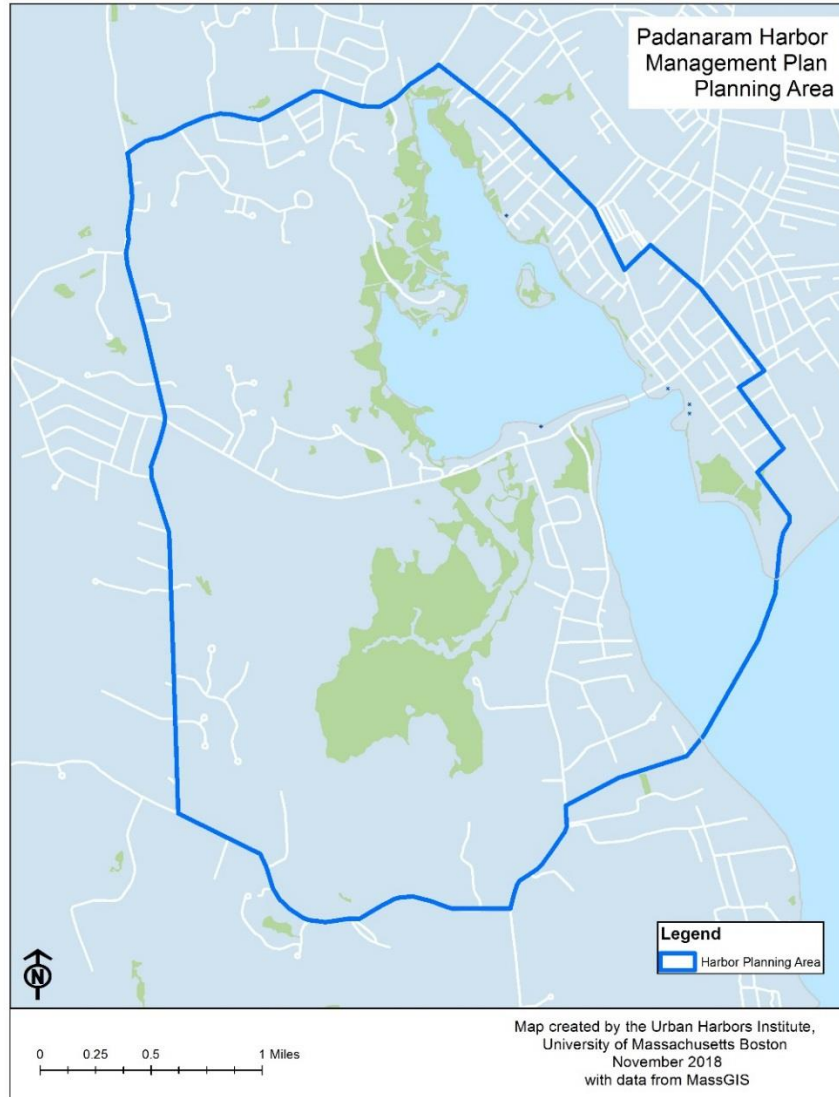 Padanaram Harbor
Management Plan
Planning Area
Legend
Harbor Planning Area
N
0 0.25 0.5 1 Miles
Map created by the Urban Harbors Institute,
University of Massachusetts Boston
November 2018
with data from MassGIS